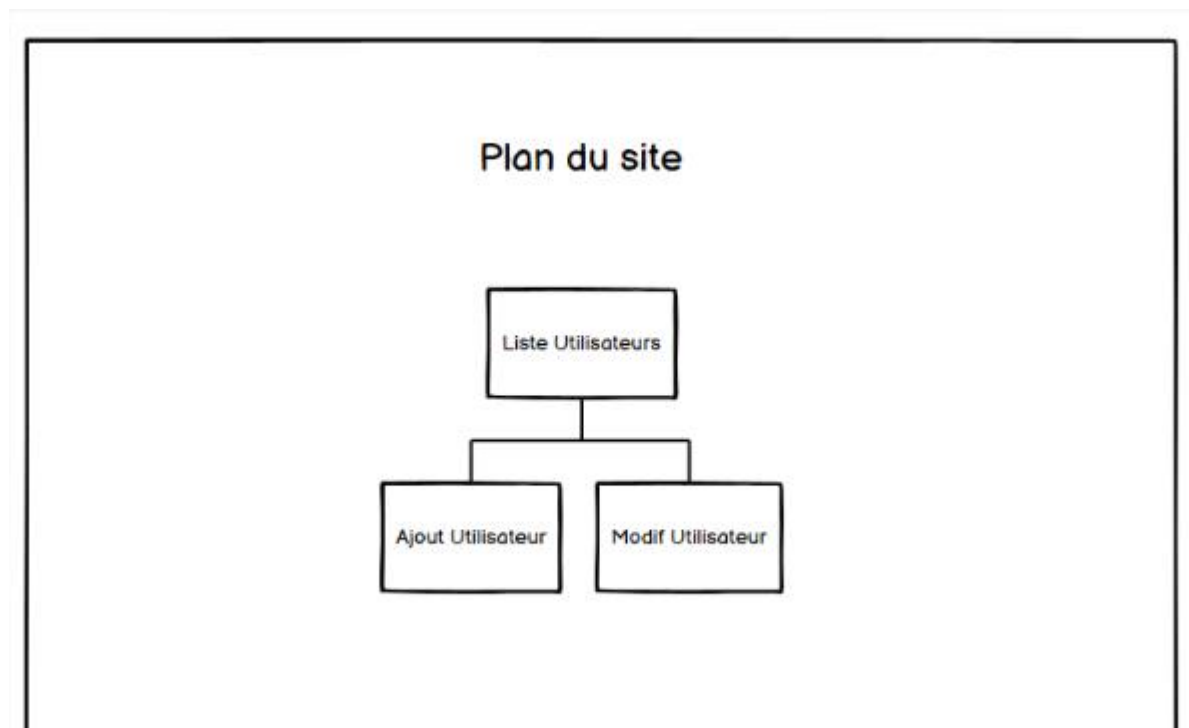 Plan du site
Liste Utilisateurs
Ajout Utilisateur
Modif Utilisateur